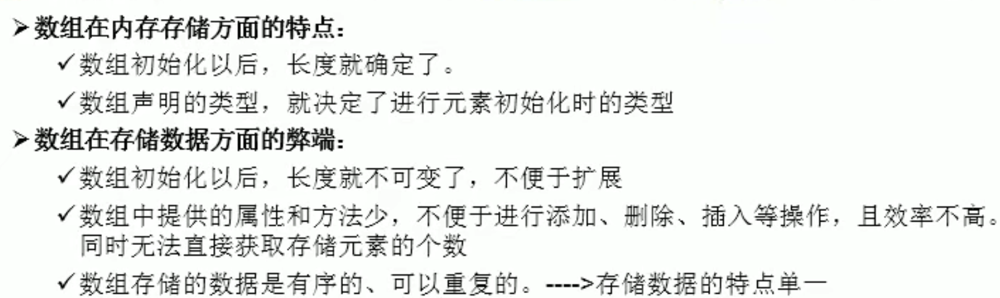 ➢数组在内存存储方面的特点：
✓数组初始化以后，长度就确定了。
✓数组声明的类型，就决定了进行元素初始化时的类型
➢数组在存储数据方面的弊端：
✓数组初始化以后，长度就不可变了，不便于扩展
✓数组中提供的属性和方法少，不便于进行添加、删除、插入等操作，且效率不高。
同时无法直接获取存储元素的个数
✓数组存储的数据是有序的、可以重复的。---->存储数据的特点单一